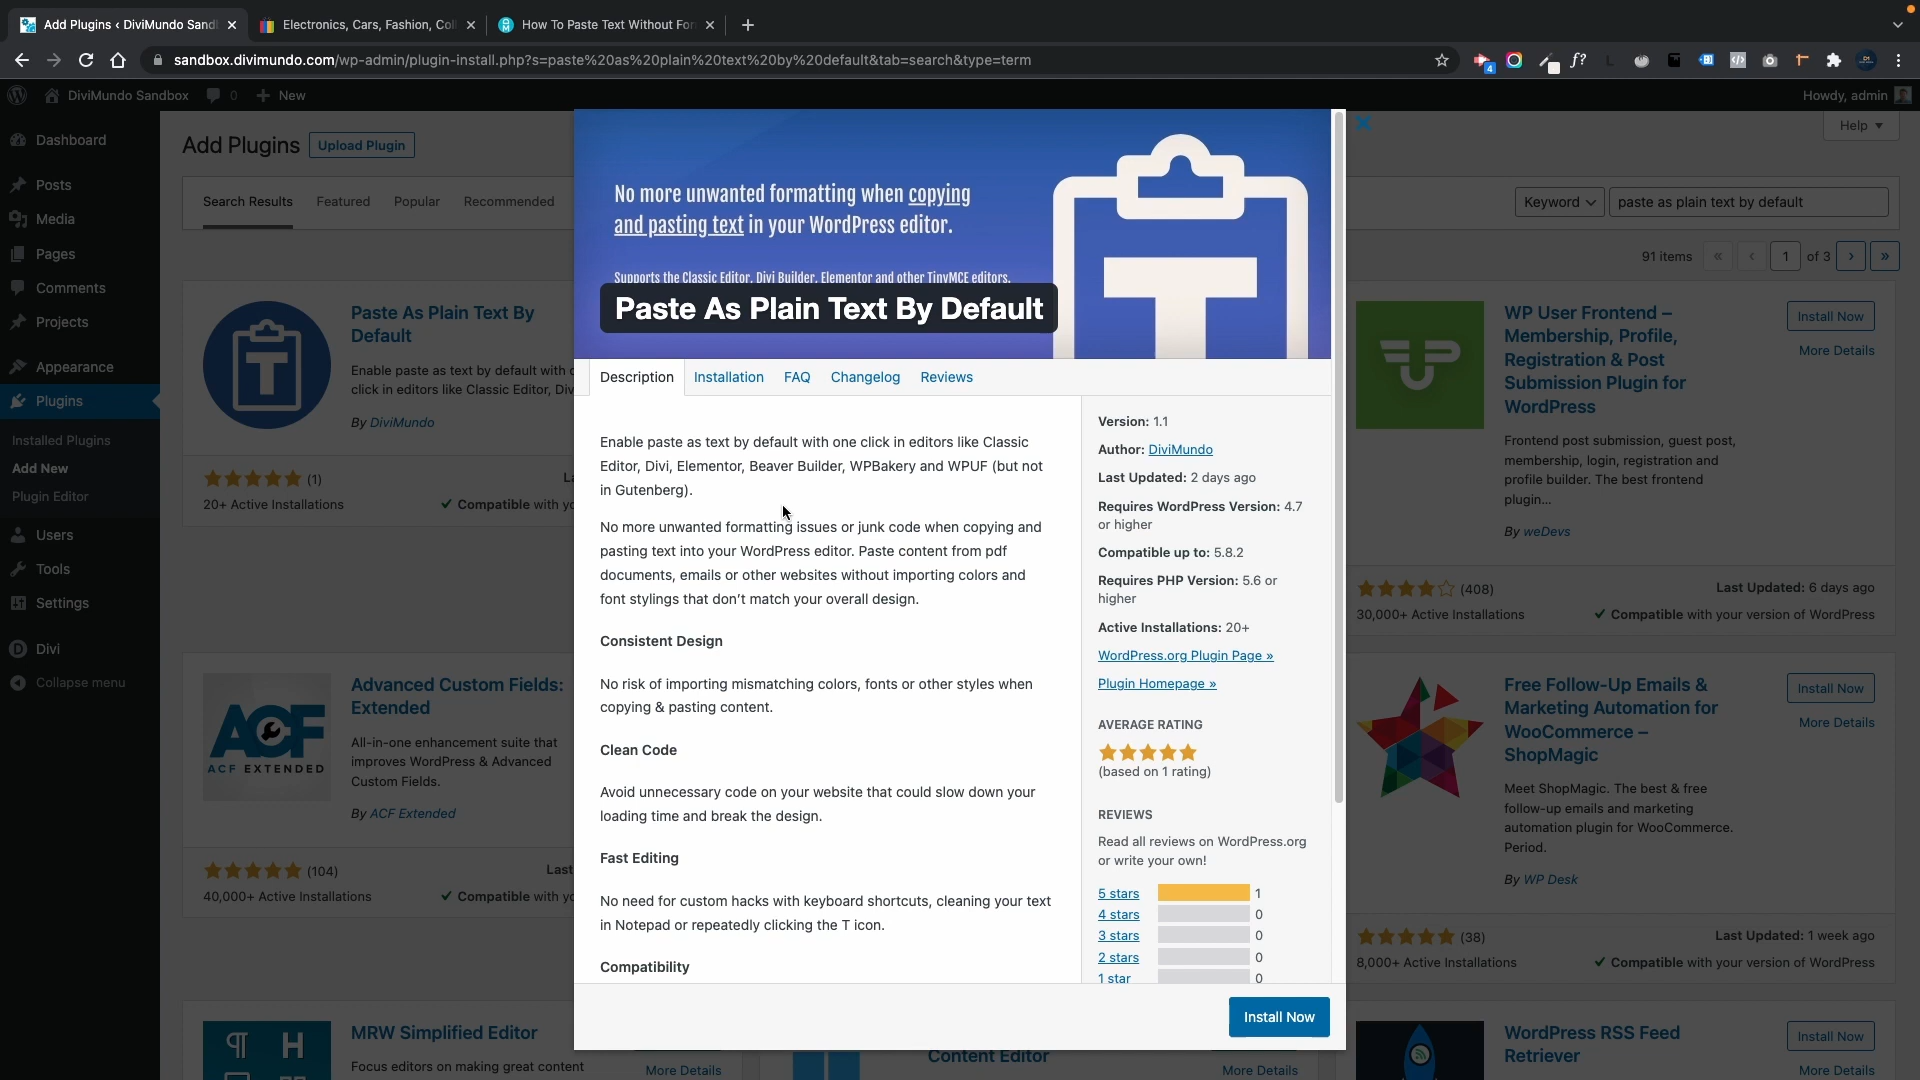 Add Plugins ‹ DiviMundo Sand
Electronics, Cars, Fashion, Col
How To Paste Text Without For
sandbox.divimundo.com/wp-admin/plugin-install.php?s=paste%20as%20plain%20text%20by%20default&tab=search&type=term
4
f?
DiviMundo Sandbox
0
New
Howdy, admin
Dashboard
Posts
Media
Pages
Comments
Projects
Appearance
Plugins
Installed Plugins
Add New
Plugin Editor
Users
Tools
Settings
Divi
Collapse menu
Add Plugins
Upload Plugin
Help
Search Results
Featured
Popular
Recommended
Keyword
paste as plain text by default
91 items
«
‹
1
of 3
›
»
Paste As Plain Text By
Default
Enable paste as text by default with o
click in editors like Classic Editor, Div
By DiviMundo
(1)
La
20+ Active Installations
Compatible with yo
Advanced Custom Fields:
Extended
ACF
ACF EXTENDED
All-in-one enhancement suite that
improves WordPress & Advanced
Custom Fields.
By ACF Extended
(104)
Last
40,000+ Active Installations
Compatible with yo
¶ H
MRW Simplified Editor
Focus editors on making great content
More Details
Content Editor
More Details
No more unwanted formatting when copying
and pasting text in your WordPress editor.
Supports the Classic Editor, Divi Builder, Elementor and other TinyMCE editors.
Paste As Plain Text By Default
T
Description
Installation
FAQ
Changelog
Reviews
Enable paste as text by default with one click in editors like Classic
Editor, Divi, Elementor, Beaver Builder, WPBakery and WPUF (but not
in Gutenberg).
No more unwanted formatting issues or junk code when copying and
pasting text into your WordPress editor. Paste content from pdf
documents, emails or other websites without importing colors and
font stylings that don’t match your overall design.
Consistent Design
No risk of importing mismatching colors, fonts or other styles when
copying & pasting content.
Clean Code
Avoid unnecessary code on your website that could slow down your
loading time and break the design.
Fast Editing
No need for custom hacks with keyboard shortcuts, cleaning your text
in Notepad or repeatedly clicking the T icon.
Compatibility
Version: 1.1
Author: DiviMundo
Last Updated: 2 days ago
Requires WordPress Version: 4.7
or higher
Compatible up to: 5.8.2
Requires PHP Version: 5.6 or
higher
Active Installations: 20+
WordPress.org Plugin Page »
Plugin Homepage »
AVERAGE RATING
(based on 1 rating)
REVIEWS
Read all reviews on WordPress.org
or write your own!
5 stars 1
4 stars 0
3 stars 0
2 stars 0
1 star 0
Install Now
WP User Frontend –
Membership, Profile,
Registration & Post
Submission Plugin for
WordPress
Install Now
More Details
Frontend post submission, guest post,
membership, login, registration and
profile builder. The best frontend
plugin...
By weDevs
(408)
Last Updated: 6 days ago
30,000+ Active Installations
Compatible with your version of WordPress
Free Follow-Up Emails &
Marketing Automation for
WooCommerce –
ShopMagic
Install Now
More Details
Meet ShopMagic. The best & free
follow-up emails and marketing
automation plugin for WooCommerce.
Period.
By WP Desk
(38)
Last Updated: 1 week ago
8,000+ Active Installations
Compatible with your version of WordPress
WordPress RSS Feed
Retriever
Install Now
More Details